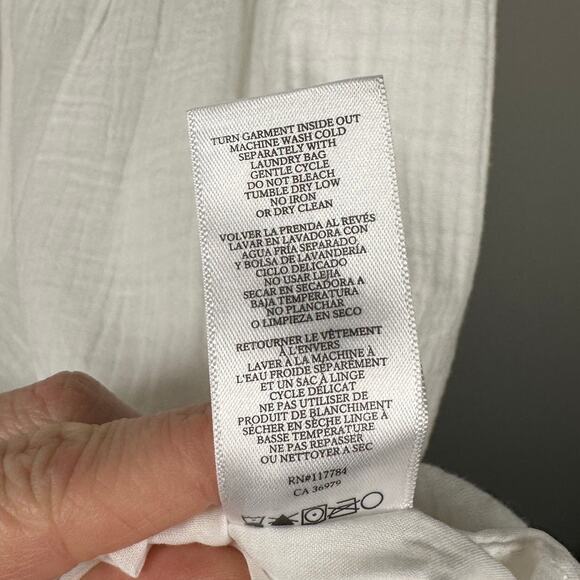 TURN GARMENT INSIDE OUT
MACHINE WASH COLD
SEPARATELY WITH
LAUNDRY BAG
GENTLE CYCLE
DO NOT BLEACH
TUMBLE DRY LOW
NO IRON
OR DRY CLEAN
VOLVER LA PRENDA AL REVÉS
LAVAR EN LAVADORA CON
AGUA FRÍA SEPARADO
Y BOLSA DE LAVANDERÍA
CICLO DELICADO
NO USAR LEJIA
SECAR EN SECADORA A
BAJA TEMPERATURA
NO PLANCHAR
O LIMPIEZA EN SECO
RETOURNER LE VÊTEMENT
À L'ENVERS
LAVER À LA MACHINE À
L'EAU FROIDE SÉPARÉMENT
ET UN SAC À LINGE
CYCLE DÉLICAT
NE PAS UTILISER DE
PRODUIT DE BLANCHIMENT
SÉCHER EN SÈCHE LINGE À
BASSE TEMPÉRATURE
NE PAS REPASSER
OU NETTOYER A SEC
RN#117784
CA 36979